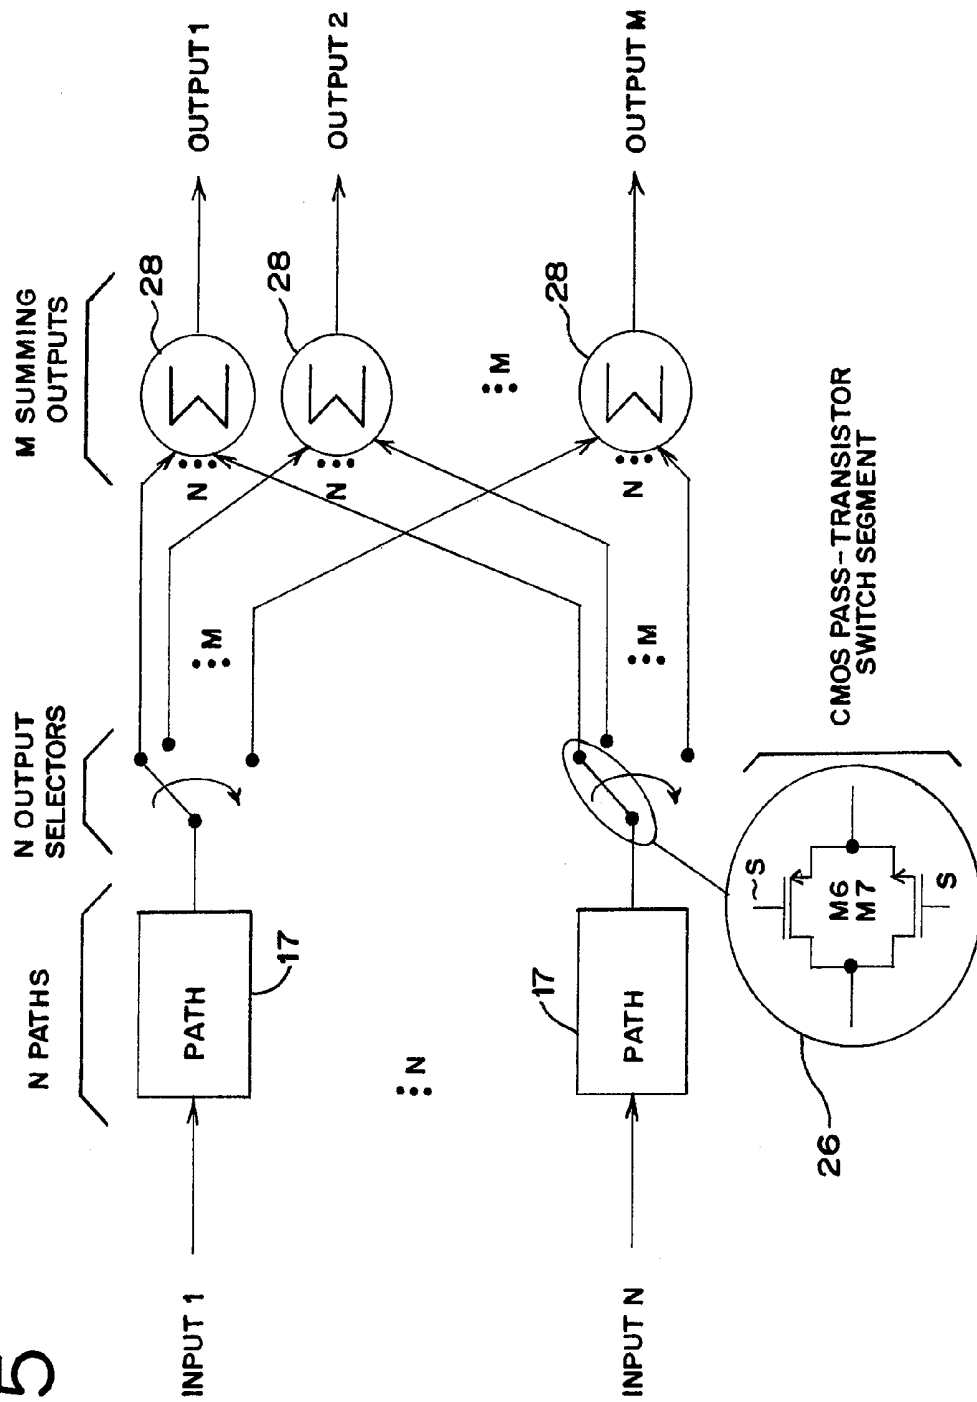 5
N PATHS
N OUTPUT
SELECTORS
M SUMMING
OUTPUTS
INPUT 1
PATH
17
M
N
Σ
28
OUTPUT 1
N
Σ
28
OUTPUT 2
N
M
INPUT N
PATH
17
M
N
Σ
28
OUTPUT M
26
~S
M6
M7
S
CMOS PASS-TRANSISTOR
SWITCH SEGMENT